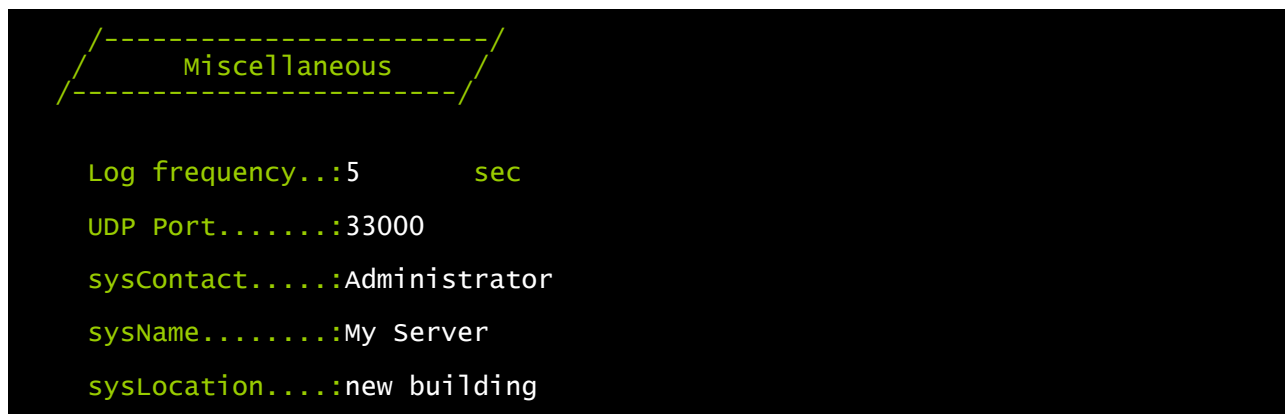 /------------------------/
/      Miscellaneous     /
/------------------------/
Log frequency..:5       sec
UDP Port.......:33000
sysContact.....:Administrator
sysName........:My Server
sysLocation....:new building